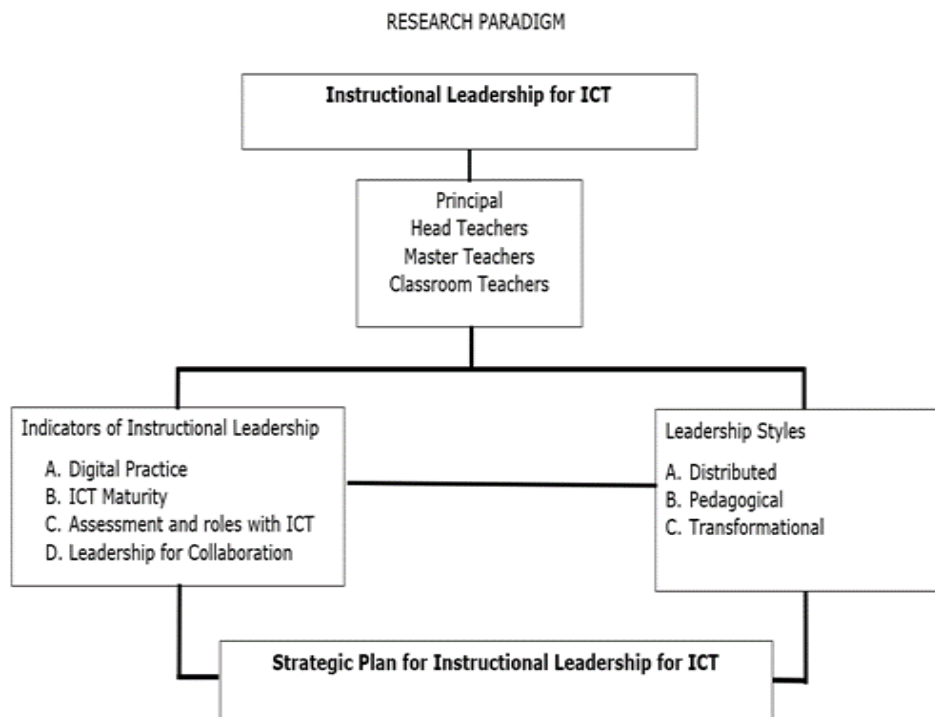 RESEARCH PARADIGM
Instructional Leadership for ICT
Principal
Head Teachers
Master Teachers
Classroom Teachers
Indicators of Instructional Leadership
A. Digital Practice
B. ICT Maturity
C. Assessment and roles with ICT
D. Leadership for Collaboration
Leadership Styles
A. Distributed
B. Pedagogical
C. Transformational
Strategic Plan for Instructional Leadership for ICT